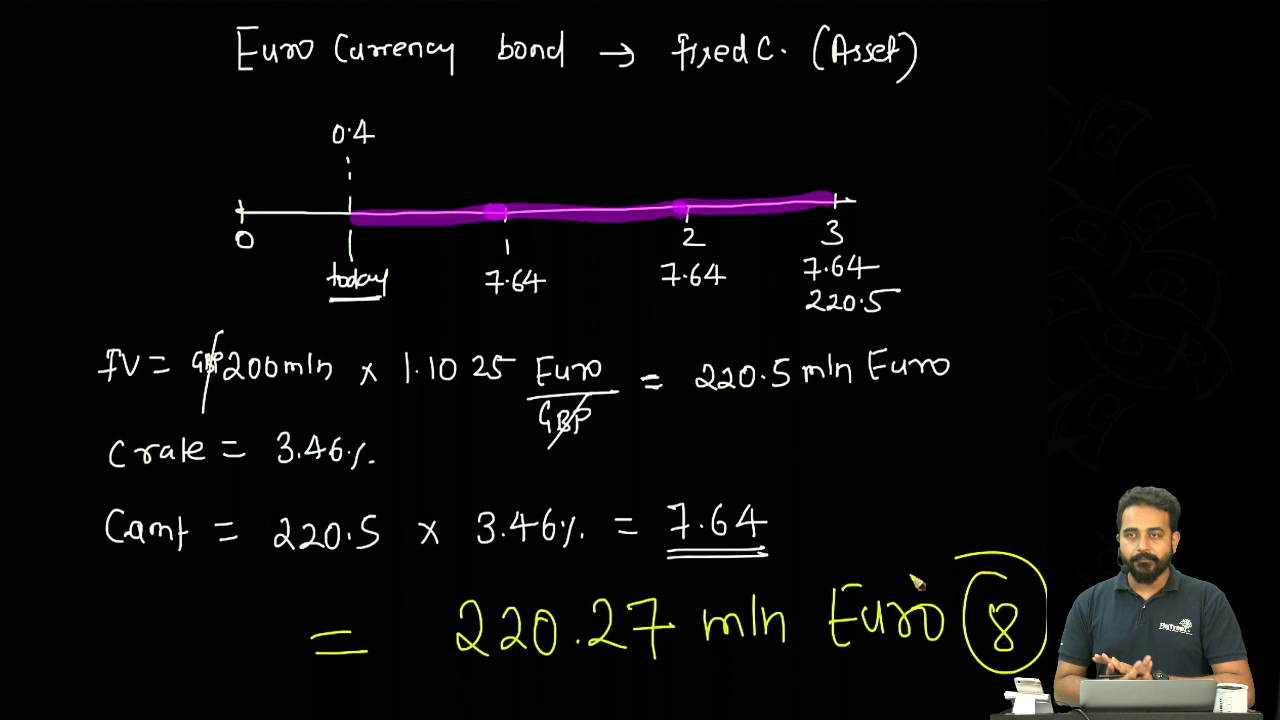 Euro Currency bond → fixed C. (Asset)
0.4
0
1
2
3
today
7.64
7.64
7.64
220.5
FV = GBP 200 mln × 1.1025 Euro/GBP = 220.5 mln Euro
C rate = 3.46%
Camt = 220.5 × 3.46% = 7.64
= 220.27 mln Euro 8